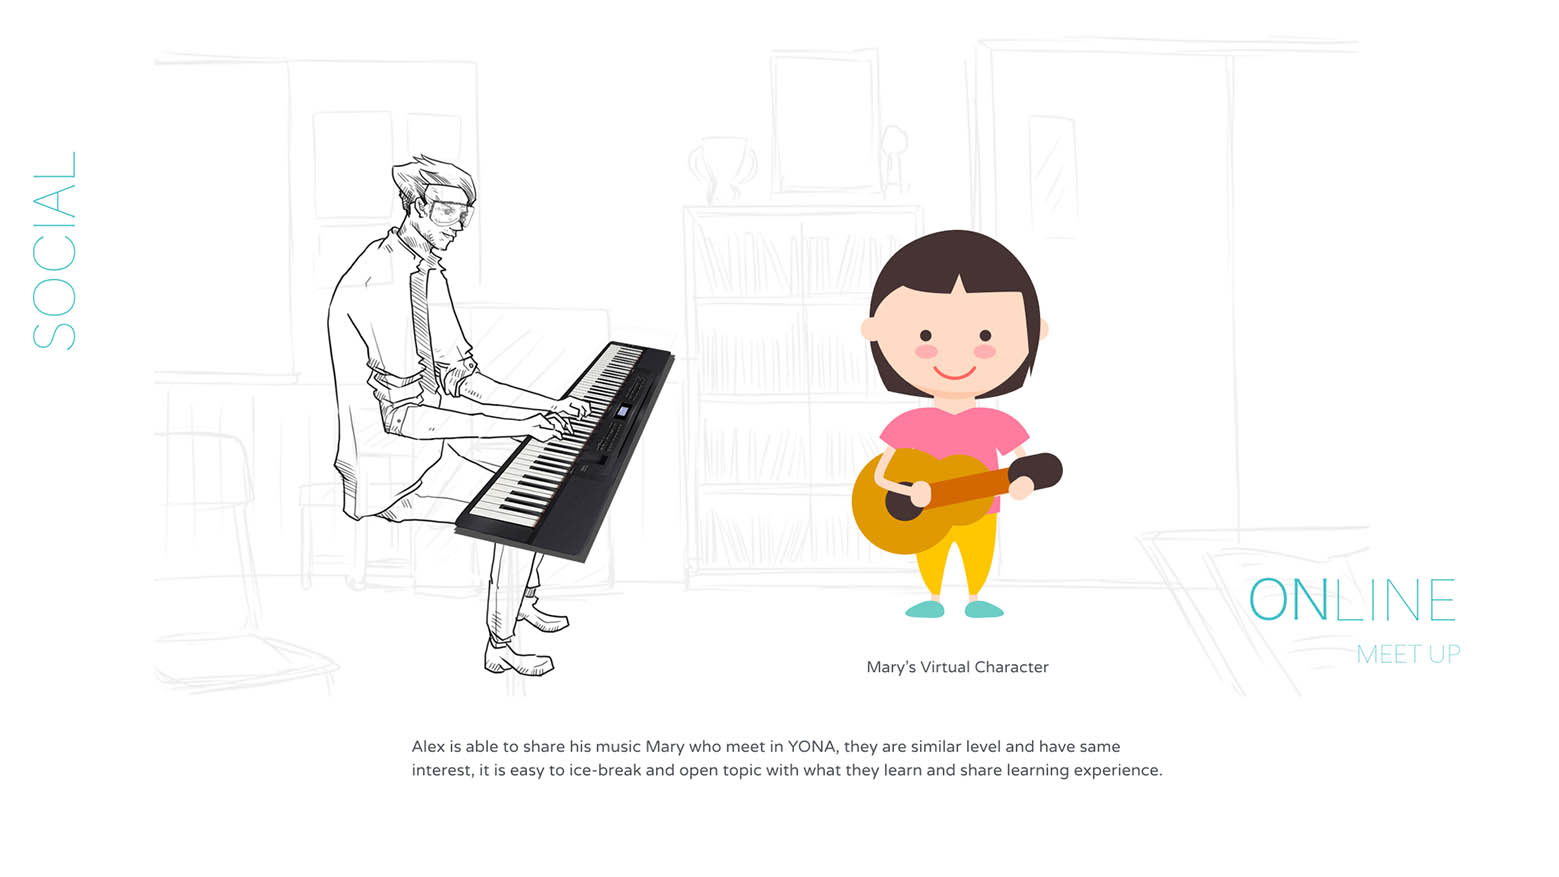 SOCIAL
ONLINE
MEET UP
Mary's Virtual Character
Alex is able to share his music Mary who meet in YONA, they are similar level and have same
interest, it is easy to ice-break and open topic with what they learn and share learning experience.